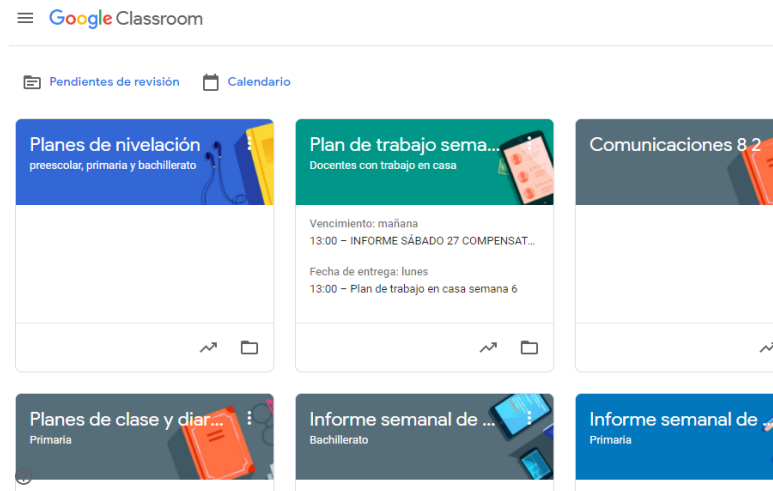 Google Classroom
Pendientes de revisión
Calendario
Planes de nivelación
preescolar, primaria y bachillerato
Plan de trabajo sema...
Docentes con trabajo en casa
Vencimiento: mañana
13:00 – INFORME SÁBADO 27 COMPENSAT...
Fecha de entrega: lunes
13:00 – Plan de trabajo en casa semana 6
Comunicaciones 8 2
Planes de clase y diar...
Primaria
Informe semanal de ...
Bachillerato
Informe semanal de
Primaria